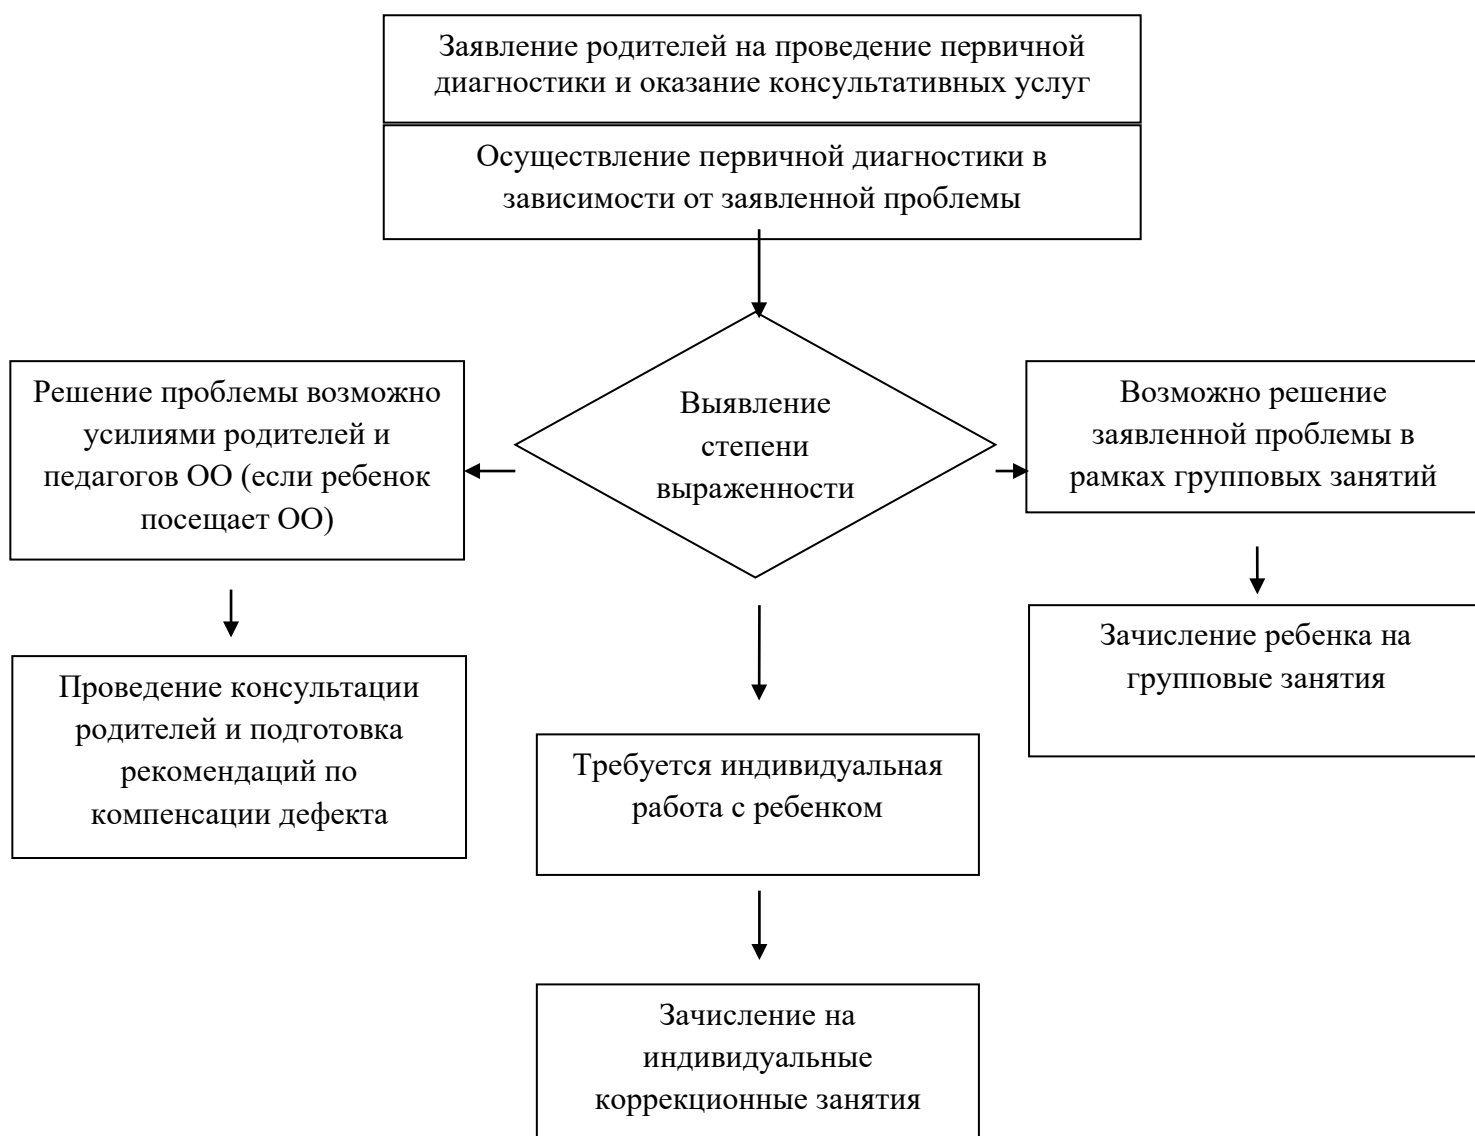 Заявление родителей на проведение первичной
диагностики и оказание консультативных услуг
Осуществление первичной диагностики в
зависимости от заявленной проблемы
Решение проблемы возможно
усилиями родителей и
педагогов ОО (если ребенок
посещает ОО)
Выявление
степени
выраженности
Возможно решение
заявленной проблемы в
рамках групповых занятий
Проведение консультации
родителей и подготовка
рекомендаций по
компенсации дефекта
Требуется индивидуальная
работа с ребенком
Зачисление ребенка на
групповые занятия
Зачисление на
индивидуальные
коррекционные занятия